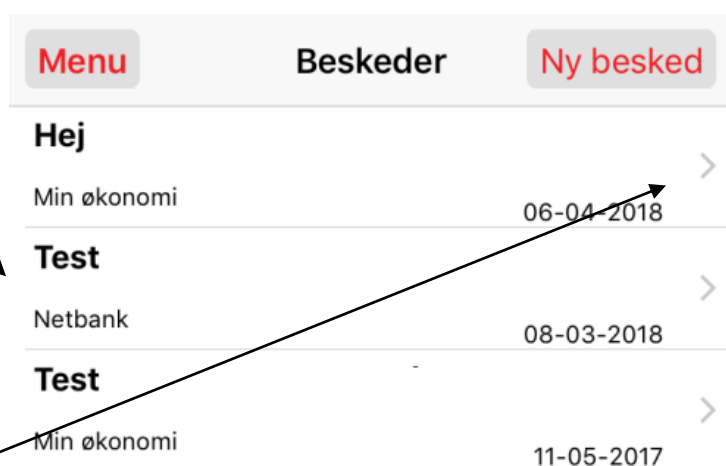 Menu Beskeder Ny besked
Hej
Min økonomi 06-04-2018
Test
Netbank 08-03-2018
Test
Min økonomi 11-05-2017